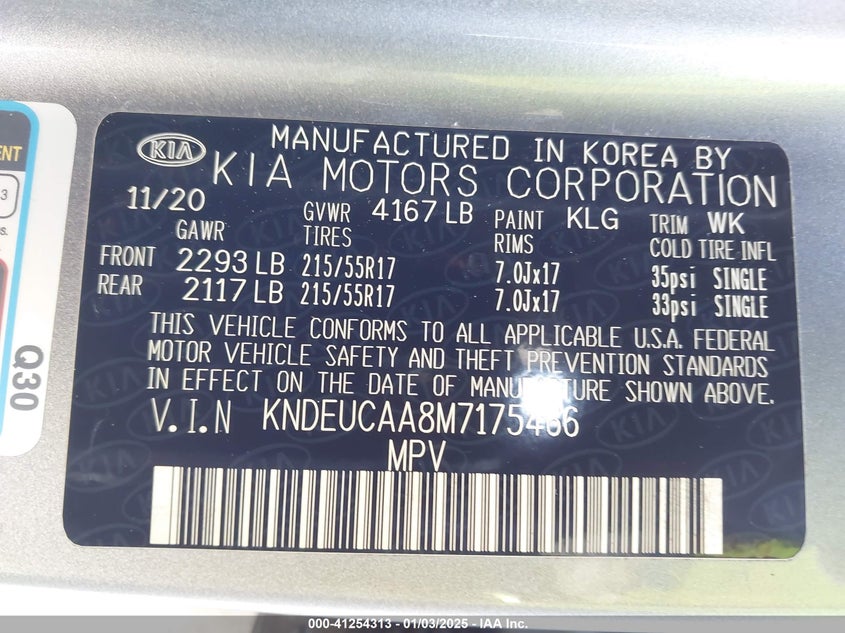 KIA
MANUFACTURED IN KOREA BY
KIA MOTORS CORPORATION
11/20 GVWR 4167 LB PAINT KLG TRIM WK
GAWR TIRES RIMS COLD TIRE INFL
FRONT 2293 LB 215/55R17 7.0Jx17 35psi SINGLE
REAR 2117 LB 215/55R17 7.0Jx17 33psi SINGLE
THIS VEHICLE CONFORMS TO ALL APPLICABLE U.S.A. FEDERAL
MOTOR VEHICLE SAFETY AND THEFT PREVENTION STANDARDS
IN EFFECT ON THE DATE OF MANUFACTURE SHOWN ABOVE.
V.I.N KNDEUCAA8M7175466
MPV
Q30
000-41254313 - 01/03/2025 - IAA Inc.